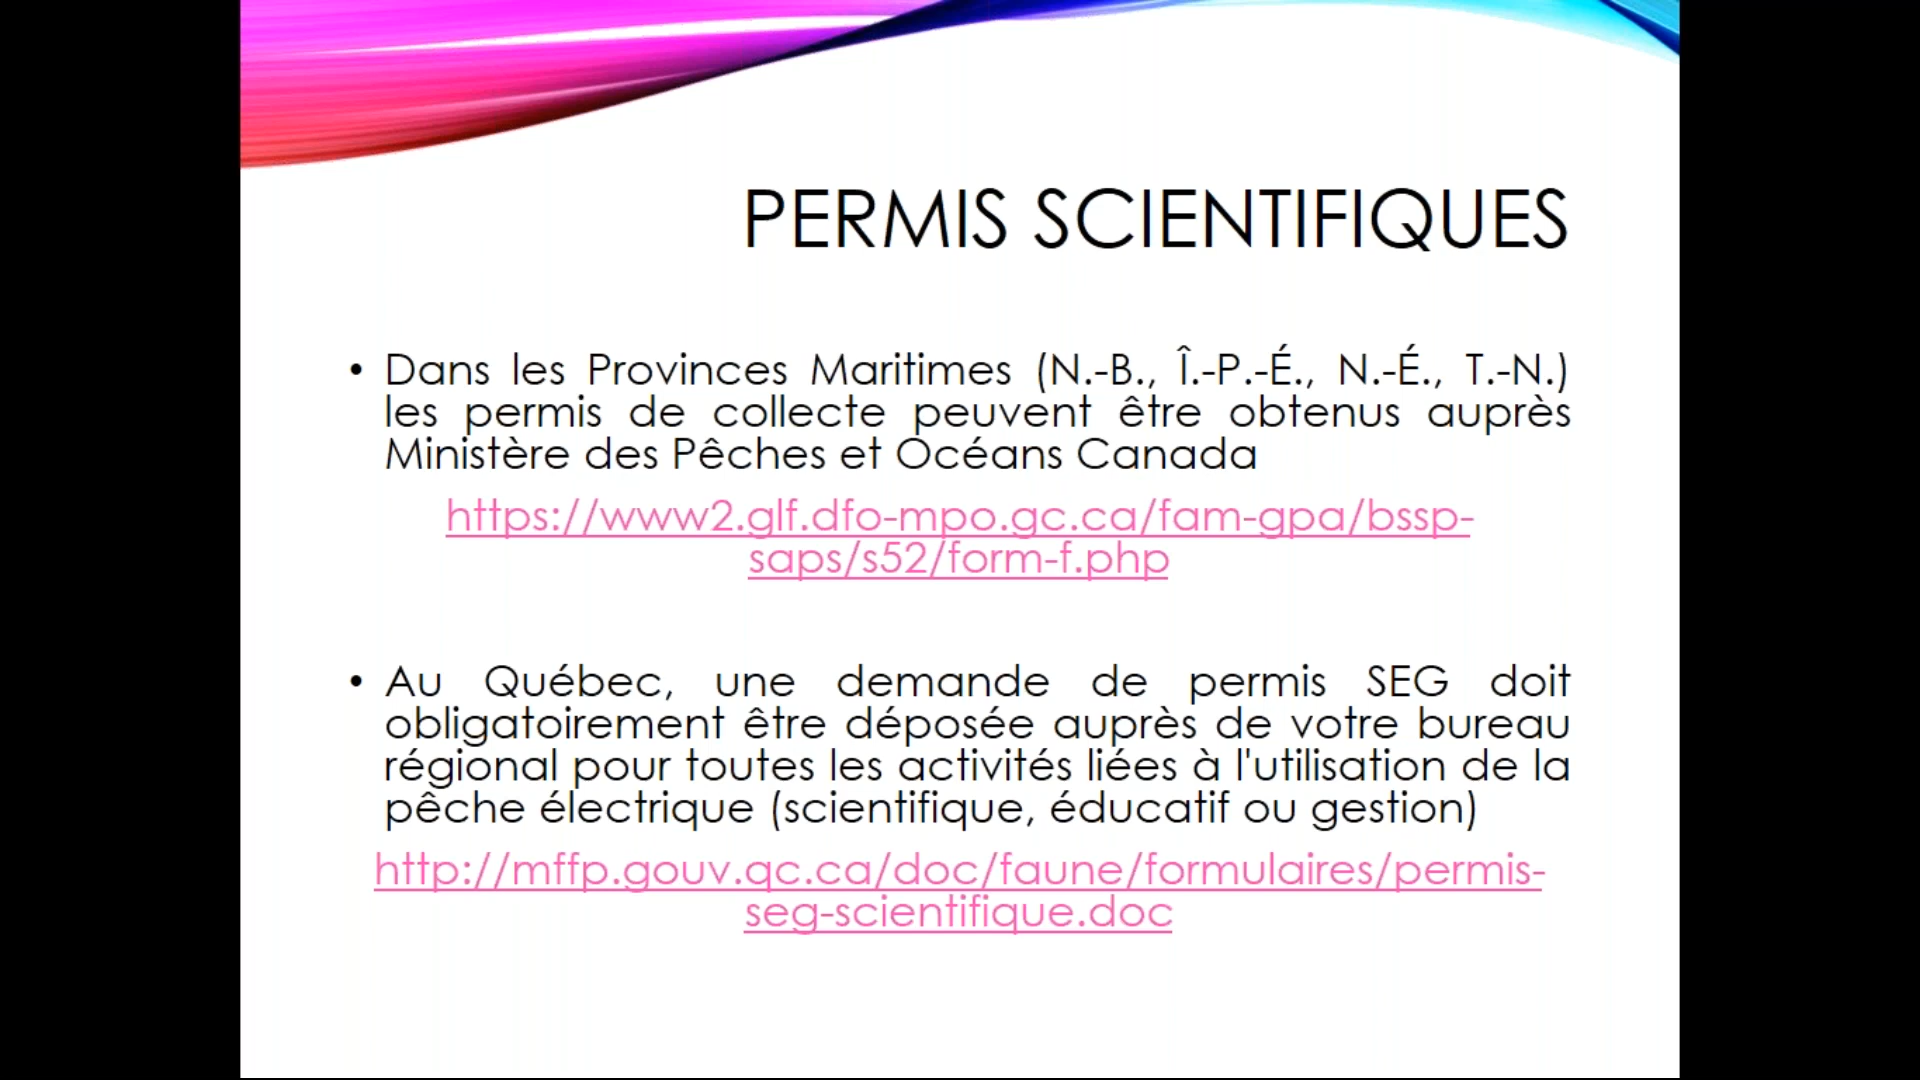 PERMIS SCIENTIFIQUES
• Dans les Provinces Maritimes (N.-B., Î.-P.-É., N.-É., T.-N.)
les permis de collecte peuvent être obtenus auprès
Ministère des Pêches et Océans Canada
https://www2.glf.dfo-mpo.gc.ca/fam-gpa/bssp-
saps/s52/form-f.php
• Au Québec, une demande de permis SEG doit
obligatoirement être déposée auprès de votre bureau
régional pour toutes les activités liées à l'utilisation de la
pêche électrique (scientifique, éducatif ou gestion)
http://mffp.gouv.qc.ca/doc/faune/formulaires/permis-
seg-scientifique.doc